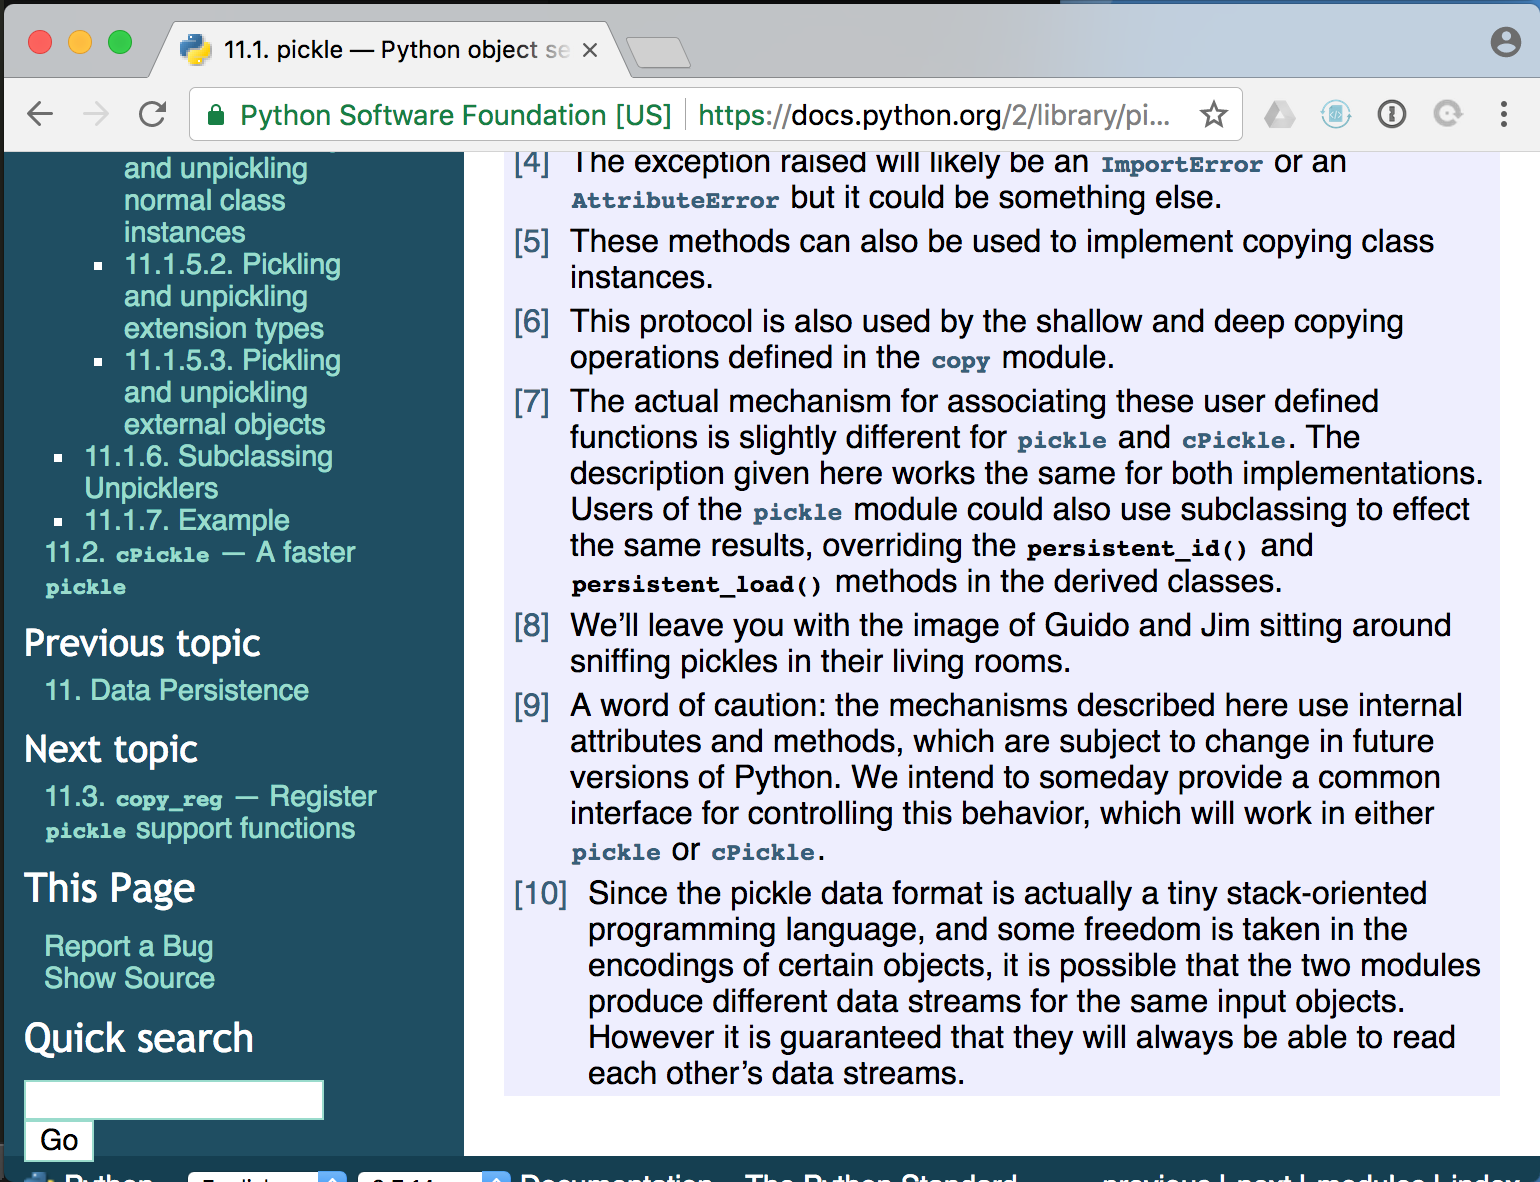 11.1. pickle — Python object se
Python Software Foundation [US]
https://docs.python.org/2/library/pi...
and unpickling
normal class
instances
11.1.5.2. Pickling
and unpickling
extension types
11.1.5.3. Pickling
and unpickling
external objects
11.1.6. Subclassing
Unpicklers
11.1.7. Example
11.2. cPickle — A faster
pickle
Previous topic
11. Data Persistence
Next topic
11.3. copy_reg — Register
pickle support functions
This Page
Report a Bug
Show Source
Quick search
Go
[4] The exception raised will likely be an ImportError or an
AttributeError but it could be something else.
[5] These methods can also be used to implement copying class
instances.
[6] This protocol is also used by the shallow and deep copying
operations defined in the copy module.
[7] The actual mechanism for associating these user defined
functions is slightly different for pickle and cPickle. The
description given here works the same for both implementations.
Users of the pickle module could also use subclassing to effect
the same results, overriding the persistent_id() and
persistent_load() methods in the derived classes.
[8] We’ll leave you with the image of Guido and Jim sitting around
sniffing pickles in their living rooms.
[9] A word of caution: the mechanisms described here use internal
attributes and methods, which are subject to change in future
versions of Python. We intend to someday provide a common
interface for controlling this behavior, which will work in either
pickle or cPickle.
[10] Since the pickle data format is actually a tiny stack-oriented
programming language, and some freedom is taken in the
encodings of certain objects, it is possible that the two modules
produce different data streams for the same input objects.
However it is guaranteed that they will always be able to read
each other’s data streams.
Python English 2.7.14 Documentation The Python Standard previous | next | modules | index